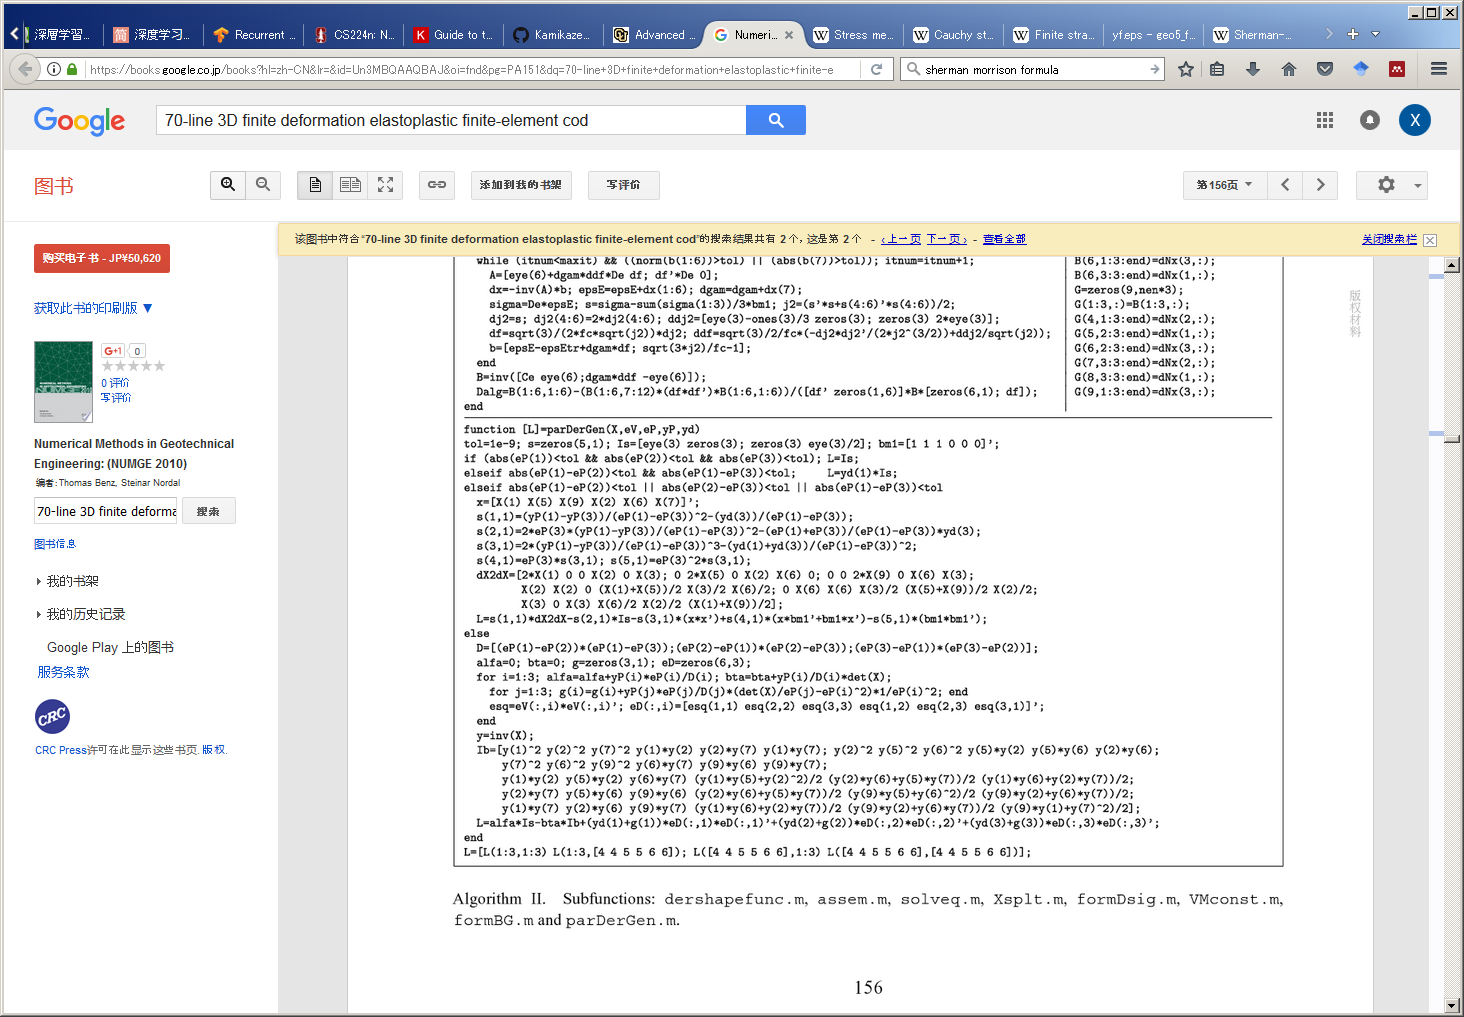 深層学習...
深度学习...
Recurrent ...
CS224n: N...
Guide to t...
Kamikaze...
Advanced ...
Numeri...
Stress me...
Cauchy st...
Finite stra...
yf.eps - geo5_f...
Sherman-...
https://books.google.co.jp/books?hl=zh-CN&lr=&id=Un3MBQAAQBAJ&oi=fnd&pg=PA151&dq=70-line+3D+finite+deformation+elastoplastic+finite-e
sherman morrison formula
Google
70-line 3D finite deformation elastoplastic finite-element cod
X
图书
添加到我的书架
写评价
第156页
该图书中符合"70-line 3D finite deformation elastoplastic finite-element cod"的搜索结果共有 2 个，这是第 2 个 - ‹上一页 下一页› - 查看全部
关闭搜索栏
购买电子书 - JP¥50,620
获取此书的印刷版 ▼
G+1 0
0 评价
写评价
Numerical Methods in Geotechnical
Engineering: (NUMGE 2010)
编者：Thomas Benz, Steinar Nordal
70-line 3D finite deforma
搜索
图书信息
我的书架
我的历史记录
Google Play 上的图书
服务条款
CRC
CRC Press许可在此显示这些书页. 版权.
while (itnum<maxit) && ((norm(b(1:6))>tol) || (abs(b(7))>tol)); itnum=itnum+1;
A=[eye(6)+dgam*ddf*De df; df'*De 0];
dx=-inv(A)*b; epsE=epsE+dx(1:6); dgam=dgam+dx(7);
sigma=De*epsE; s=sigma-sum(sigma(1:3))/3*bm1; j2=(s'*s+s(4:6)'*s(4:6))/2;
dj2=s; dj2(4:6)=2*dj2(4:6); ddj2=[eye(3)-ones(3)/3 zeros(3); zeros(3) 2*eye(3)];
df=sqrt(3)/(2*fc*sqrt(j2))*dj2; ddf=sqrt(3)/2/fc*(-dj2*dj2'/(2*j2^(3/2))+ddj2/sqrt(j2));
b=[epsE-epsEtr+dgam*df; sqrt(3*j2)/fc-1];
end
B=inv([Ce eye(6);dgam*ddf -eye(6)]);
Dalg=B(1:6,1:6)-(B(1:6,7:12)*(df*df')*B(1:6,1:6))/([df' zeros(1,6)]*B*[zeros(6,1); df]);
end
B(6,1:3:end)=dNx(3,:);
B(6,3:3:end)=dNx(1,:);
G=zeros(9,nen*3);
G(1:3,:)=B(1:3,:);
G(4,1:3:end)=dNx(2,:);
G(5,2:3:end)=dNx(1,:);
G(6,2:3:end)=dNx(3,:);
G(7,3:3:end)=dNx(2,:);
G(8,3:3:end)=dNx(1,:);
G(9,1:3:end)=dNx(3,:);
版权材料
function [L]=parDerGen(X,eV,eP,yP,yd)
tol=1e-9; s=zeros(5,1); Is=[eye(3) zeros(3); zeros(3) eye(3)/2]; bm1=[1 1 1 0 0 0]';
if (abs(eP(1))<tol && abs(eP(2))<tol && abs(eP(3))<tol); L=Is;
elseif abs(eP(1)-eP(2))<tol && abs(eP(1)-eP(3))<tol; L=yd(1)*Is;
elseif abs(eP(1)-eP(2))<tol || abs(eP(2)-eP(3))<tol || abs(eP(1)-eP(3))<tol
x=[X(1) X(5) X(9) X(2) X(6) X(7)]';
s(1,1)=(yP(1)-yP(3))/(eP(1)-eP(3))^2-(yd(3))/(eP(1)-eP(3));
s(2,1)=2*eP(3)*(yP(1)-yP(3))/(eP(1)-eP(3))^2-(eP(1)+eP(3))/(eP(1)-eP(3))*yd(3);
s(3,1)=2*(yP(1)-yP(3))/(eP(1)-eP(3))^3-(yd(1)+yd(3))/(eP(1)-eP(3))^2;
s(4,1)=eP(3)*s(3,1); s(5,1)=eP(3)^2*s(3,1);
dX2dX=[2*X(1) 0 0 X(2) 0 X(3); 0 2*X(5) 0 X(2) X(6) 0; 0 0 2*X(9) 0 X(6) X(3);
X(2) X(2) 0 (X(1)+X(5))/2 X(3)/2 X(6)/2; 0 X(6) X(6) X(3)/2 (X(5)+X(9))/2 X(2)/2;
X(3) 0 X(3) X(6)/2 X(2)/2 (X(1)+X(9))/2];
L=s(1,1)*dX2dX-s(2,1)*Is-s(3,1)*(x*x')+s(4,1)*(x*bm1'+bm1*x')-s(5,1)*(bm1*bm1');
else
D=[(eP(1)-eP(2))*(eP(1)-eP(3));(eP(2)-eP(1))*(eP(2)-eP(3));(eP(3)-eP(1))*(eP(3)-eP(2))];
alfa=0; bta=0; g=zeros(3,1); eD=zeros(6,3);
for i=1:3; alfa=alfa+yP(i)*eP(i)/D(i); bta=bta+yP(i)/D(i)*det(X);
for j=1:3; g(i)=g(i)+yP(j)*eP(j)/D(j)*(det(X)/eP(j)-eP(i)^2)*1/eP(i)^2; end
esq=eV(:,i)*eV(:,i)'; eD(:,i)=[esq(1,1) esq(2,2) esq(3,3) esq(1,2) esq(2,3) esq(3,1)]';
end
y=inv(X);
Ib=[y(1)^2 y(2)^2 y(7)^2 y(1)*y(2) y(2)*y(7) y(1)*y(7); y(2)^2 y(5)^2 y(6)^2 y(5)*y(2) y(5)*y(6) y(2)*y(6);
y(7)^2 y(6)^2 y(9)^2 y(6)*y(7) y(9)*y(6) y(9)*y(7);
y(1)*y(2) y(5)*y(2) y(6)*y(7) (y(1)*y(5)+y(2)^2)/2 (y(2)*y(6)+y(5)*y(7))/2 (y(1)*y(6)+y(2)*y(7))/2;
y(2)*y(7) y(5)*y(6) y(9)*y(6) (y(2)*y(6)+y(5)*y(7))/2 (y(9)*y(5)+y(6)^2)/2 (y(9)*y(2)+y(6)*y(7))/2;
y(1)*y(7) y(2)*y(6) y(9)*y(7) (y(1)*y(6)+y(2)*y(7))/2 (y(9)*y(2)+y(6)*y(7))/2 (y(9)*y(1)+y(7)^2)/2];
L=alfa*Is-bta*Ib+(yd(1)+g(1))*eD(:,1)*eD(:,1)'+(yd(2)+g(2))*eD(:,2)*eD(:,2)'+(yd(3)+g(3))*eD(:,3)*eD(:,3)';
end
L=[L(1:3,1:3) L(1:3,[4 4 5 5 6 6]); L([4 4 5 5 6 6],1:3) L([4 4 5 5 6 6],[4 4 5 5 6 6])];
Algorithm II. Subfunctions: dershapefunc.m, assem.m, solveq.m, Xsplt.m, formDsig.m, VMconst.m,
formBG.m and parDerGen.m.
156